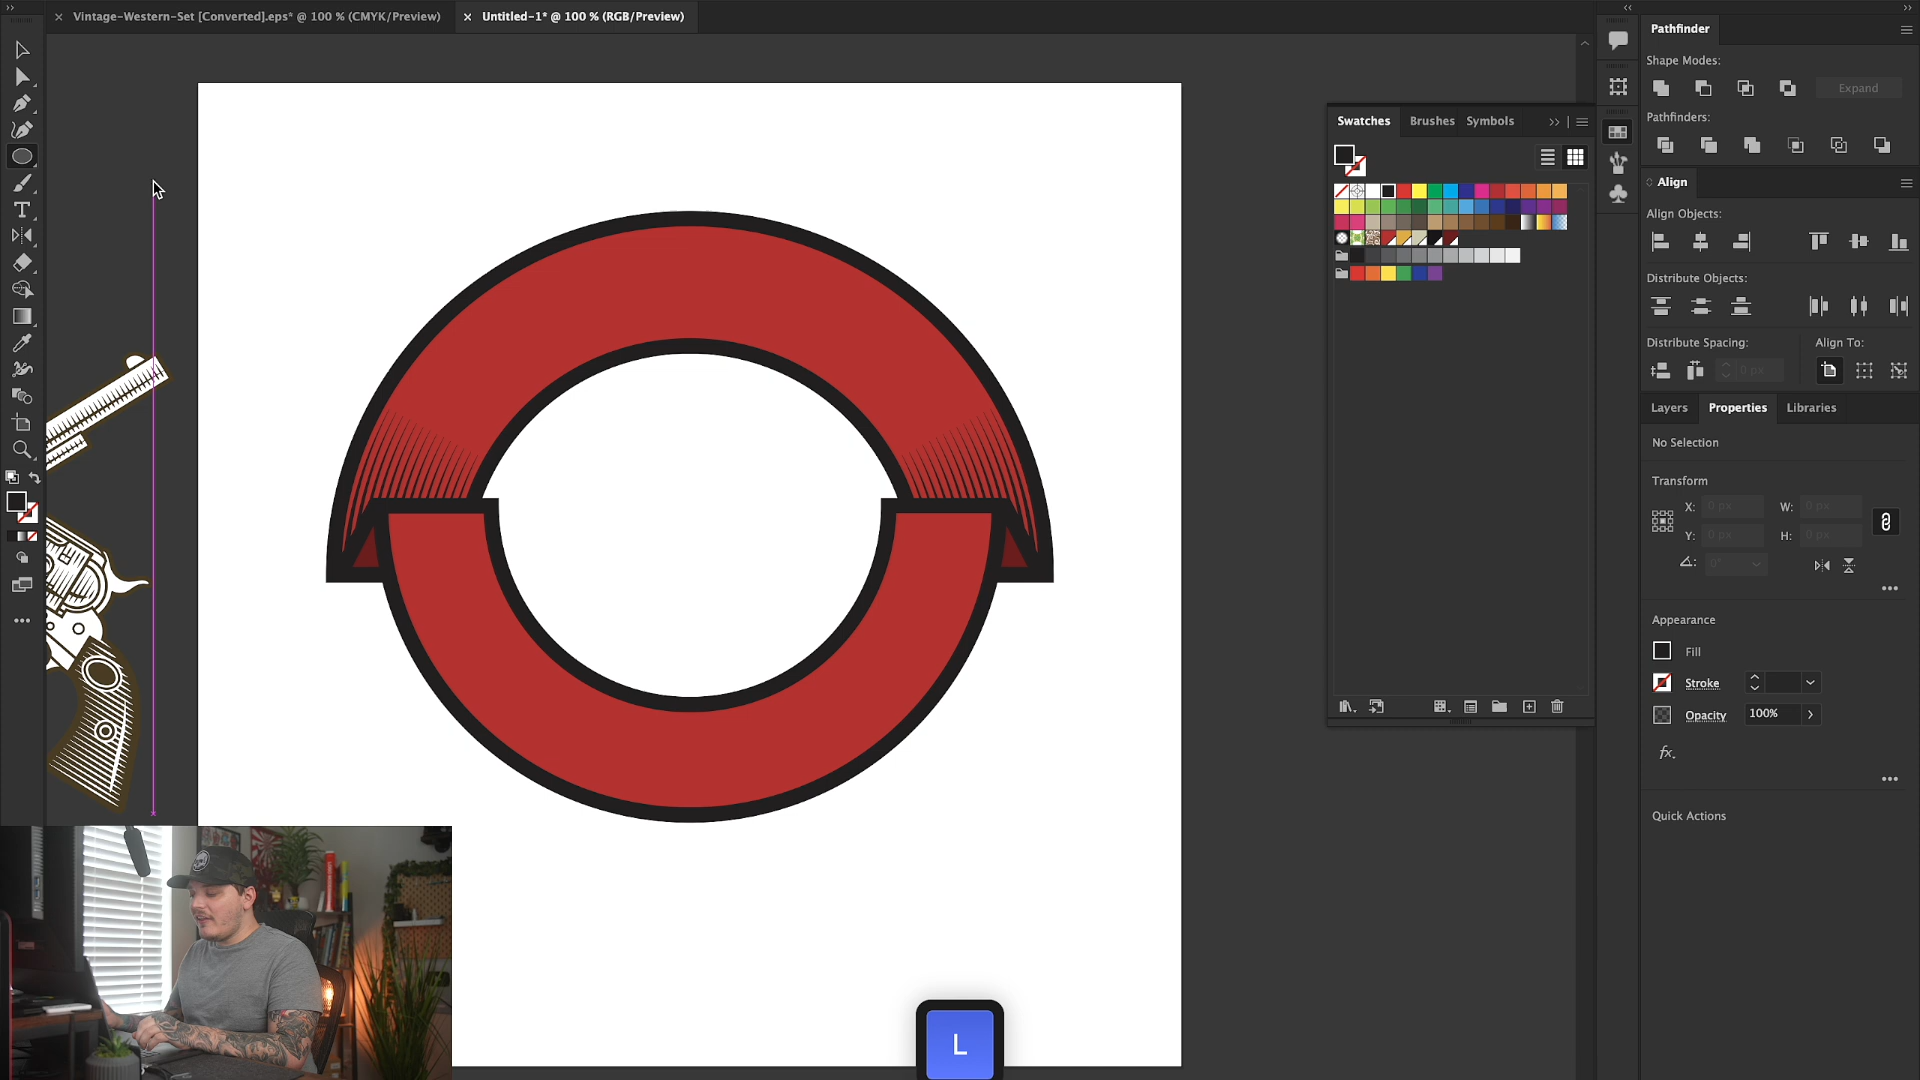 Vintage-Western-Set [Converted].eps* @ 100 % (CMYK/Preview)
Untitled-1* @ 100 % (RGB/Preview)
Pathfinder
Shape Modes:
Expand
Pathfinders:
Swatches
Brushes
Symbols
Align
Align Objects:
Distribute Objects:
Distribute Spacing:
Align To:
0 px
Layers
Properties
Libraries
No Selection
Transform
X:
0 px
W:
0 px
Y:
0 px
H:
0 px
0°
Appearance
Fill
Stroke
Opacity
100%
fx.
Quick Actions
L